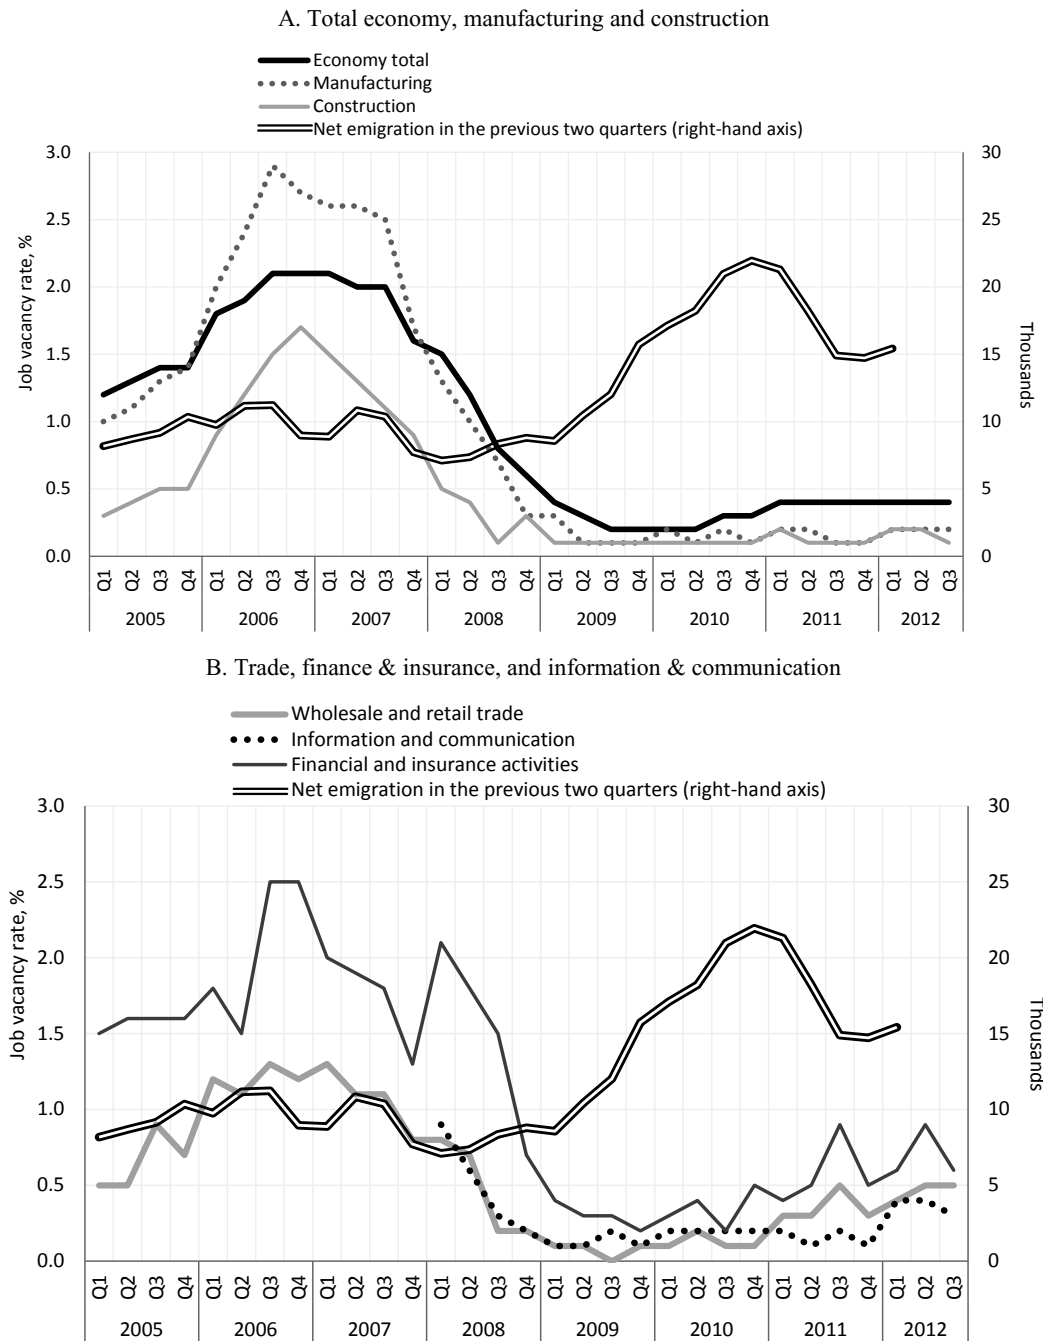 A. Total economy, manufacturing and construction
Economy total
Manufacturing
Construction
Net emigration in the previous two quarters (right-hand axis)
3.0 30
2.5 25
2.0 20
1.5 15
1.0 10
0.5 5
0.0 0
Job vacancy rate, %
Thousands
Q1 Q2 Q3 Q4 Q1 Q2 Q3 Q4 Q1 Q2 Q3 Q4 Q1 Q2 Q3 Q4 Q1 Q2 Q3 Q4 Q1 Q2 Q3 Q4 Q1 Q2 Q3 Q4 Q1 Q2 Q3
2005 2006 2007 2008 2009 2010 2011 2012
B. Trade, finance & insurance, and information & communication
Wholesale and retail trade
Information and communication
Financial and insurance activities
Net emigration in the previous two quarters (right-hand axis)
3.0 30
2.5 25
2.0 20
1.5 15
1.0 10
0.5 5
0.0 0
Job vacancy rate, %
Thousands
Q1 Q2 Q3 Q4 Q1 Q2 Q3 Q4 Q1 Q2 Q3 Q4 Q1 Q2 Q3 Q4 Q1 Q2 Q3 Q4 Q1 Q2 Q3 Q4 Q1 Q2 Q3 Q4 Q1 Q2 Q3
2005 2006 2007 2008 2009 2010 2011 2012